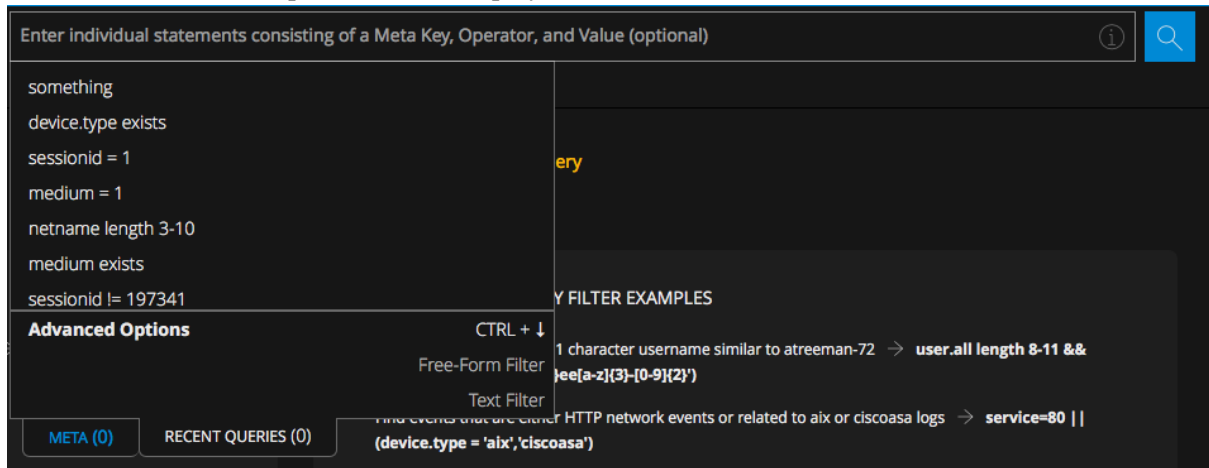 Enter individual statements consisting of a Meta Key, Operator, and Value (optional)
something
device.type exists
sessionid = 1
medium = 1
netname length 3-10
medium exists
sessionid != 197341
Advanced Options CTRL + ↓
Free-Form Filter
Text Filter
META (0) RECENT QUERIES (0)
ery
Y FILTER EXAMPLES
1 character username similar to atreeman-72 → user.all length 8-11 &&
}ee[a-z]{3}-[0-9]{2}')
Find events that are either HTTP network events or related to aix or ciscoasa logs → service=80 ||
(device.type = 'aix','ciscoasa')